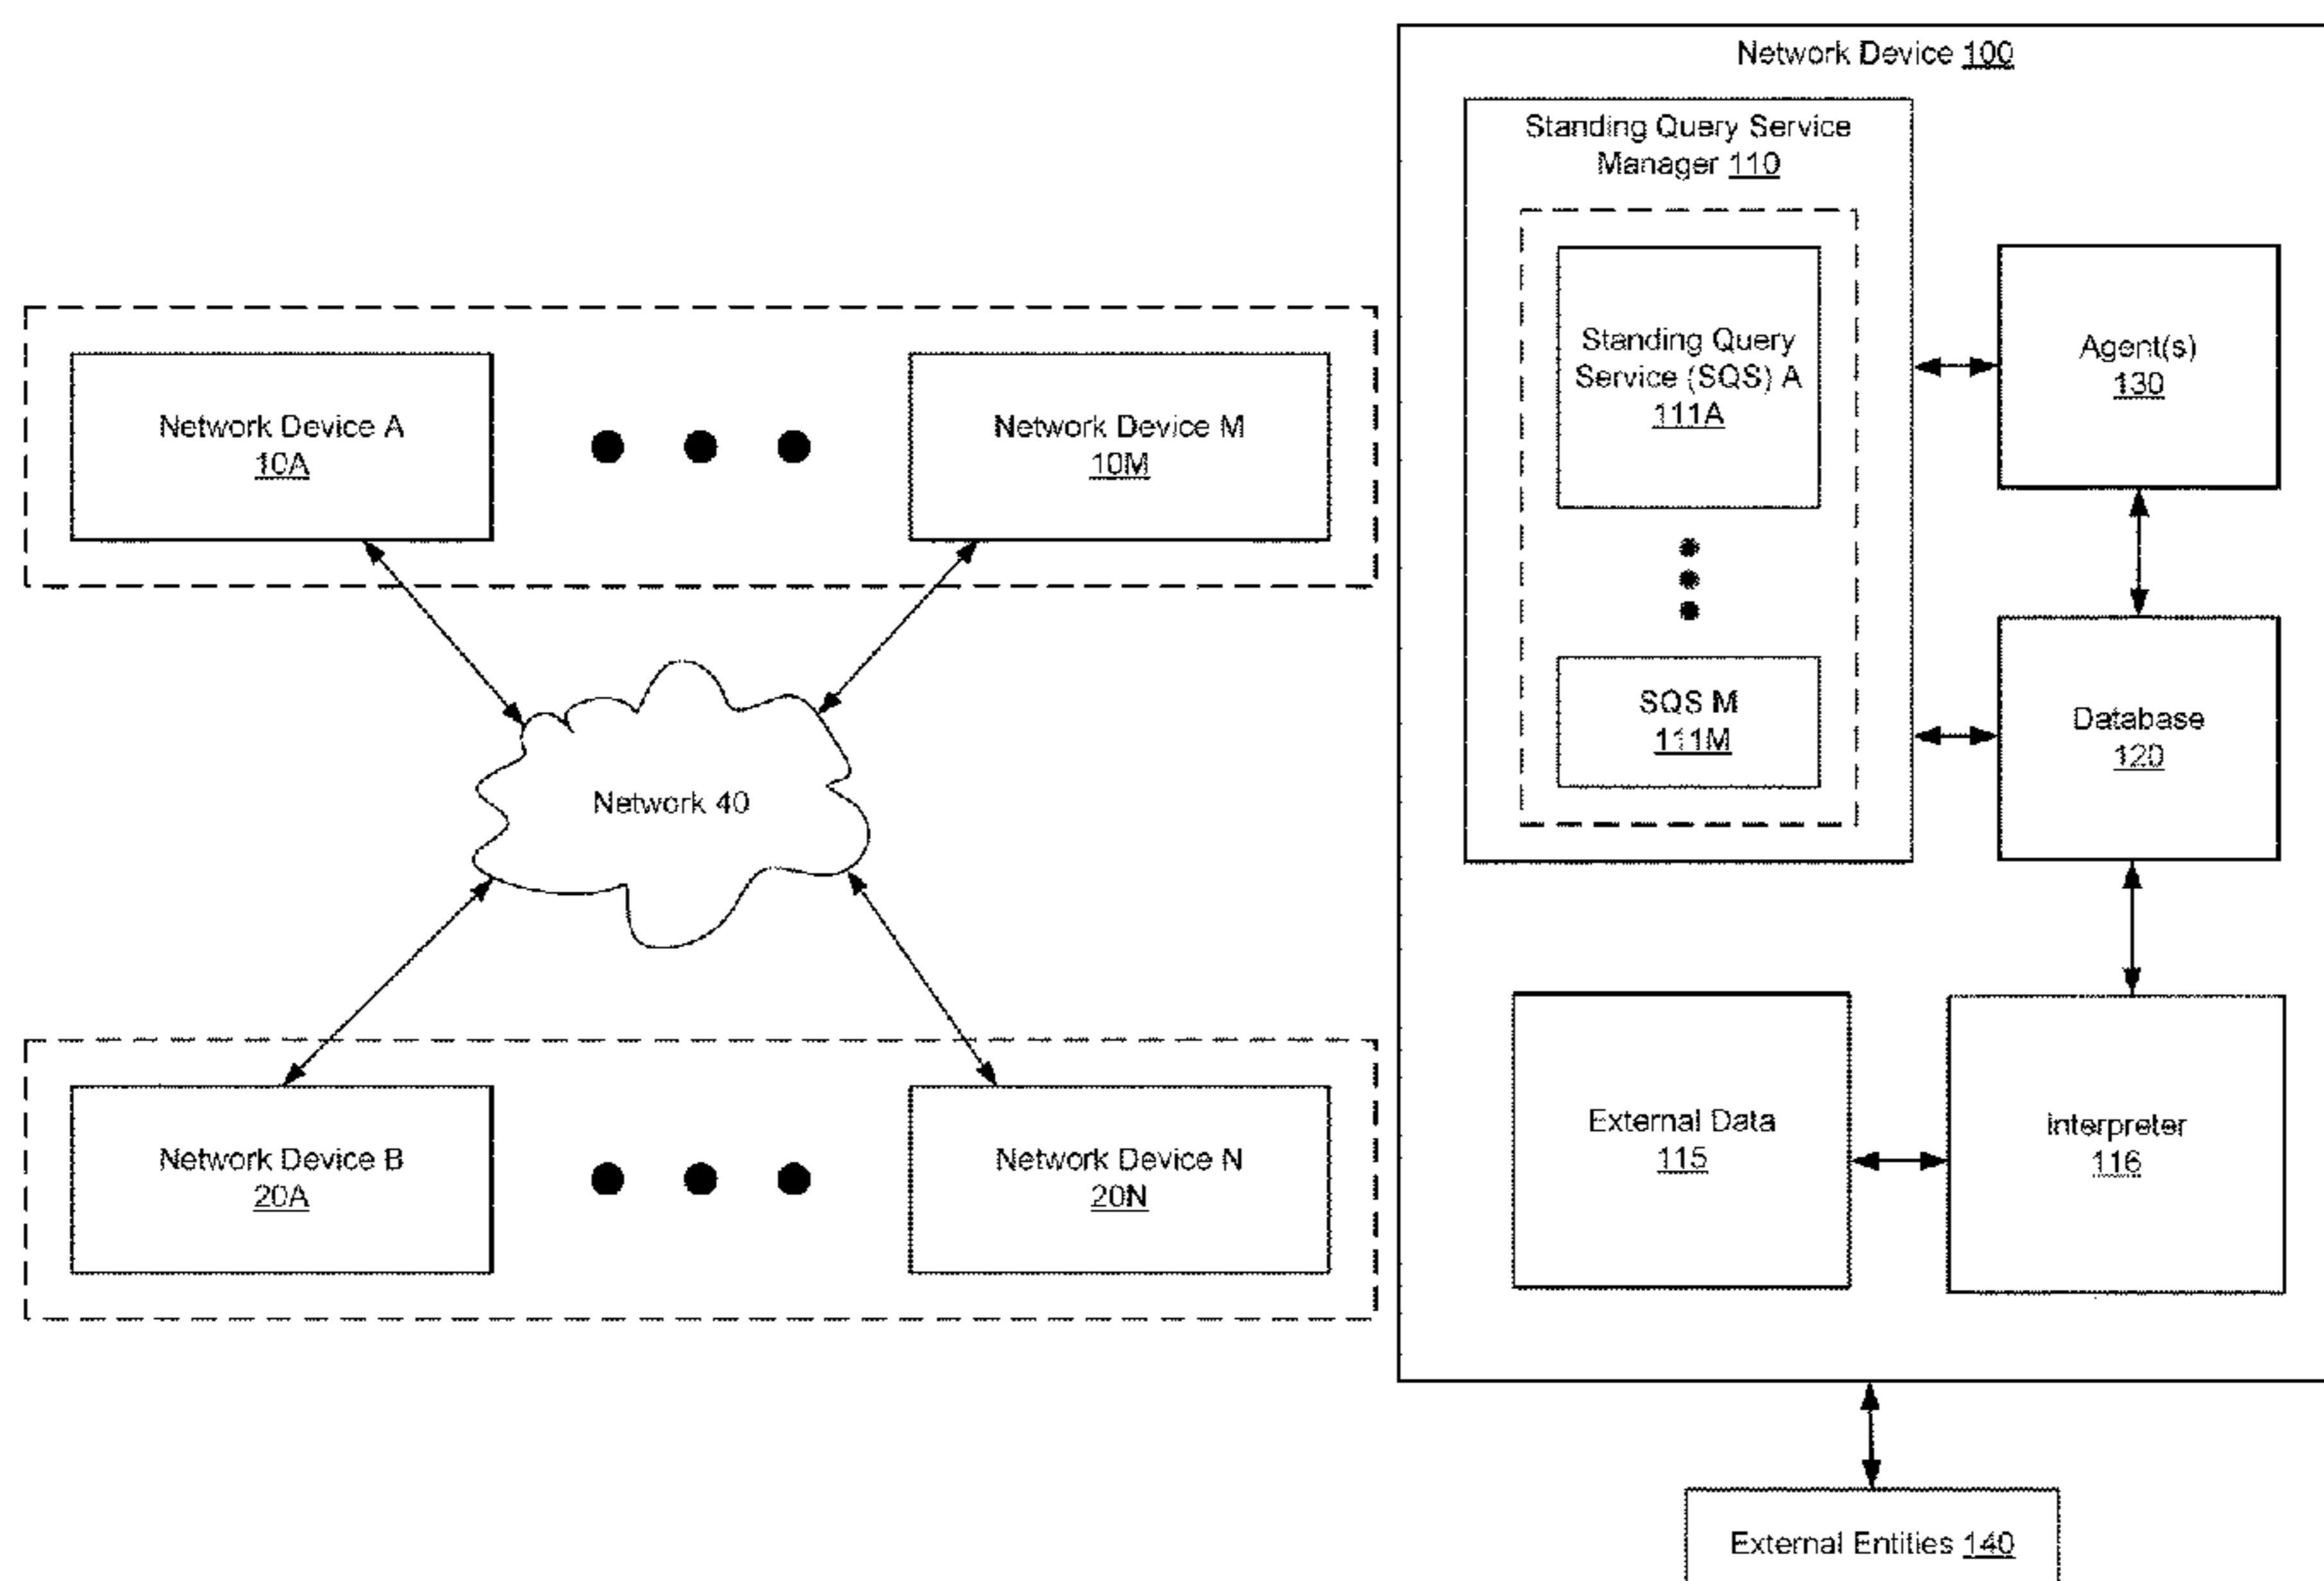 Network Device 100
Standing Query Service
Manager 110
Standing Query
Service (SQS) A
111A
Agent(s)
130
Network Device A
10A
Network Device M
10M
SQS M
111M
Database
120
Network 40
External Data
115
Interpreter
116
Network Device B
20A
Network Device N
20N
External Entities 140